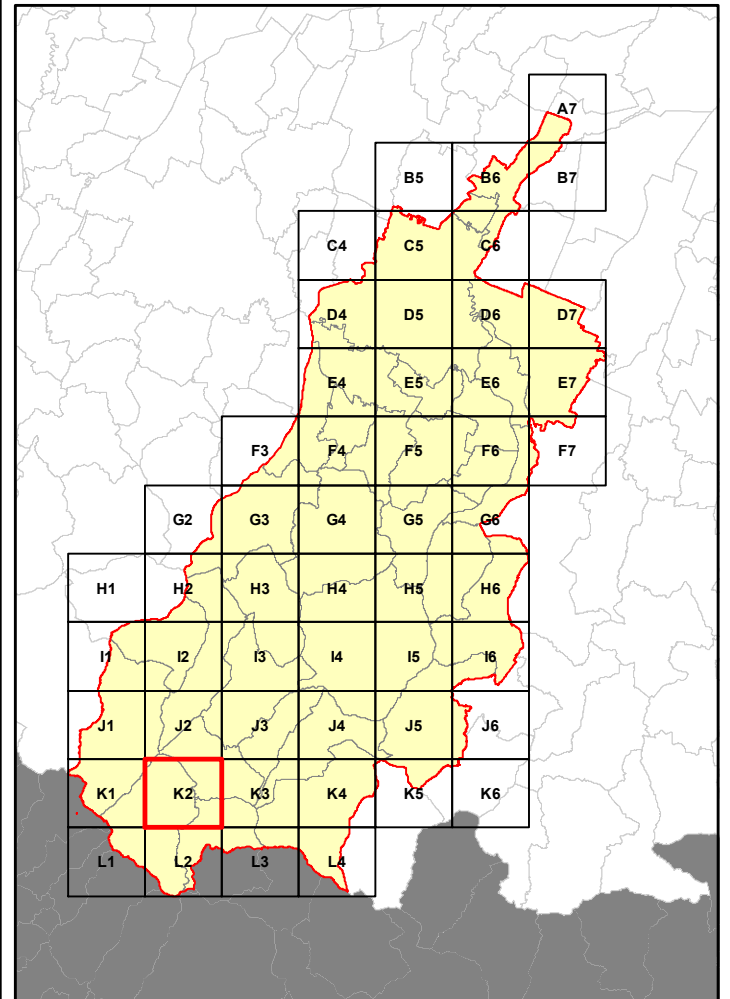 A7
B5 B6 B7
C4 C5 C6
D4 D5 D6 D7
E4 E5 E6 E7
F3 F4 F5 F6 F7
G2 G3 G4 G5 G6
H1 H2 H3 H4 H5 H6
I1 I2 I3 I4 I5 I6
J1 J2 J3 J4 J5 J6
K1 K2 K3 K4 K5 K6
L1 L2 L3 L4